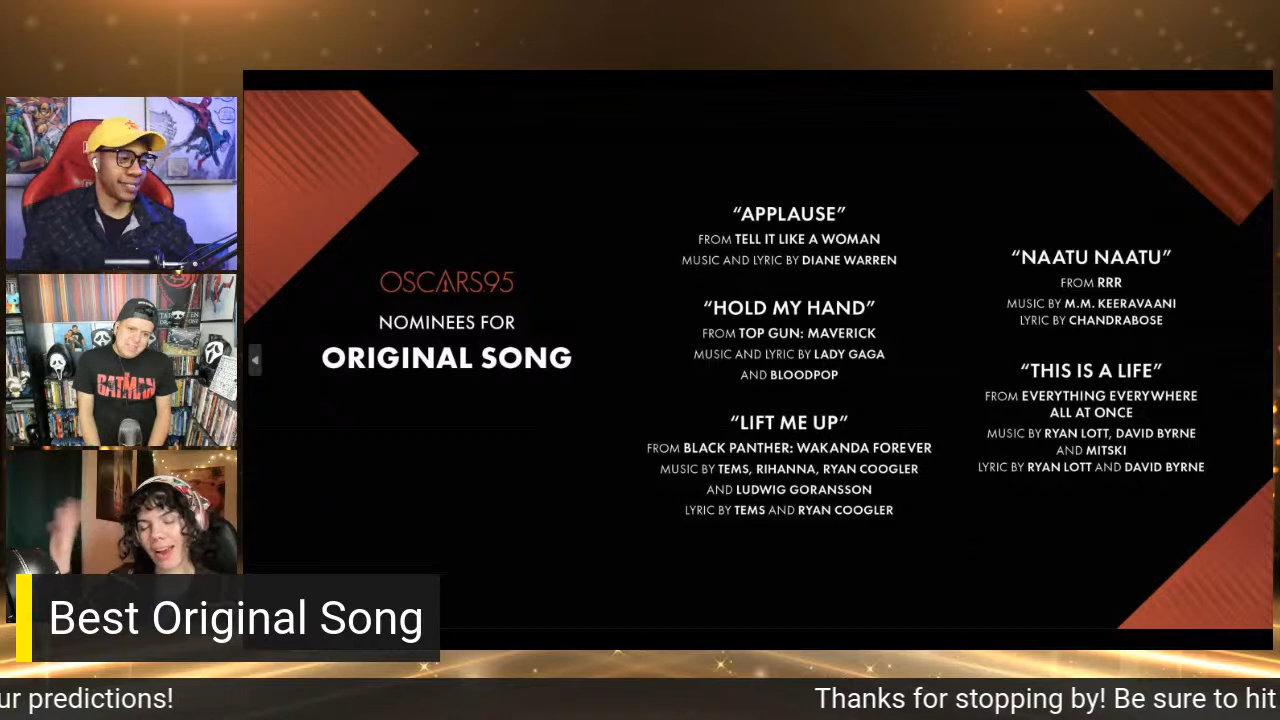 OSCARS95
NOMINEES FOR
ORIGINAL SONG
“APPLAUSE”
FROM TELL IT LIKE A WOMAN
MUSIC AND LYRIC BY DIANE WARREN
“HOLD MY HAND”
FROM TOP GUN: MAVERICK
MUSIC AND LYRIC BY LADY GAGA
AND BLOODPOP
“LIFT ME UP”
FROM BLACK PANTHER: WAKANDA FOREVER
MUSIC BY TEMS, RIHANNA, RYAN COOGLER
AND LUDWIG GORANSSON
LYRIC BY TEMS AND RYAN COOGLER
“NAATU NAATU”
FROM RRR
MUSIC BY M.M. KEERAVAANI
LYRIC BY CHANDRABOSE
“THIS IS A LIFE”
FROM EVERYTHING EVERYWHERE
ALL AT ONCE
MUSIC BY RYAN LOTT, DAVID BYRNE
AND MITSKI
LYRIC BY RYAN LOTT AND DAVID BYRNE
BATMAN
Best Original Song
ur predictions!
Thanks for stopping by! Be sure to hit